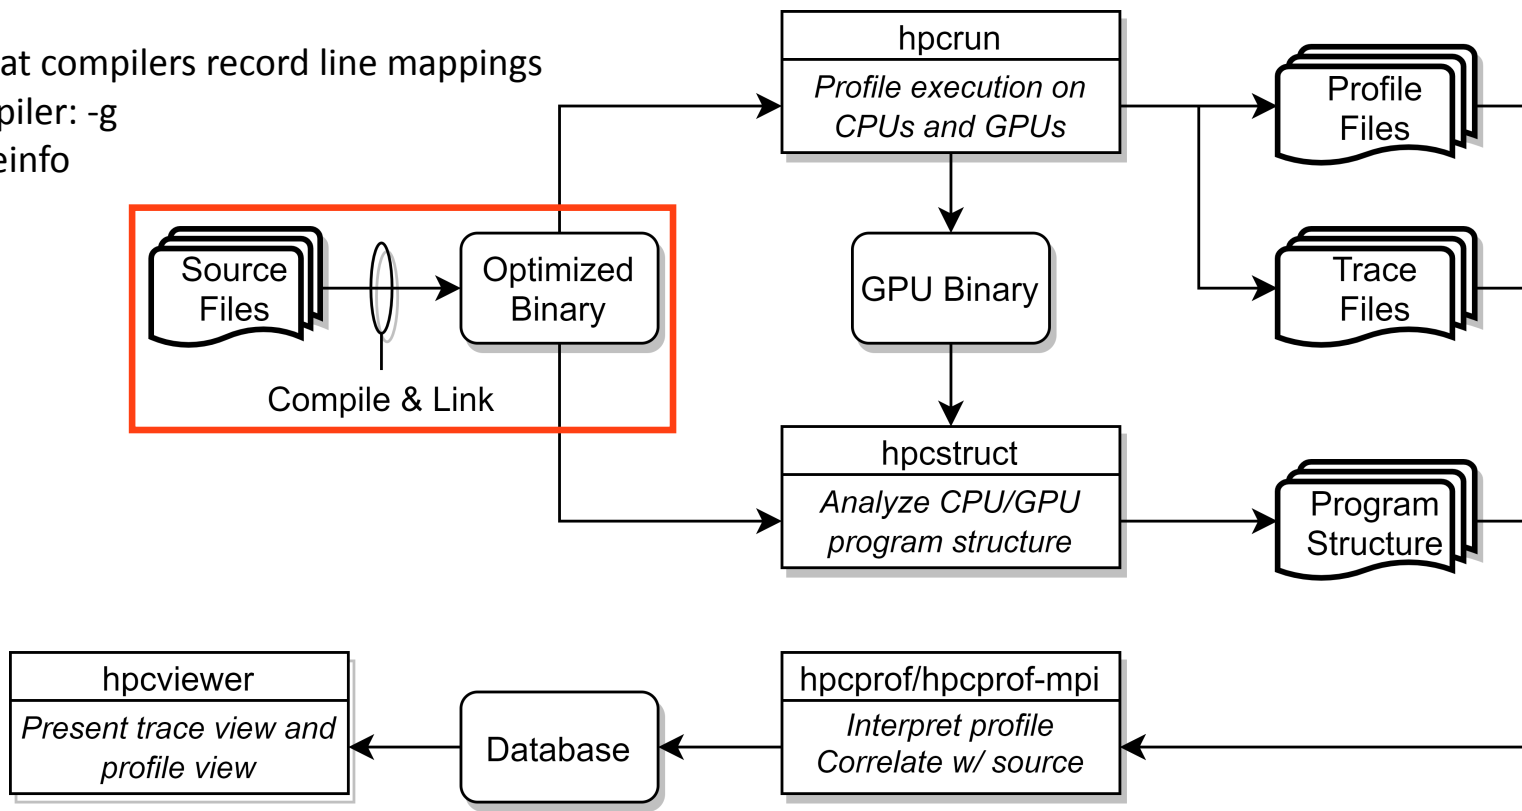 at compilers record line mappings
piler: -g
einfo
hpcrun
Profile execution on
CPUs and GPUs
Profile
Files
Source
Files
Optimized
Binary
GPU Binary
Trace
Files
Compile & Link
hpcstruct
Analyze CPU/GPU
program structure
Program
Structure
hpcviewer
Present trace view and
profile view
Database
hpcprof/hpcprof-mpi
Interpret profile
Correlate w/ source